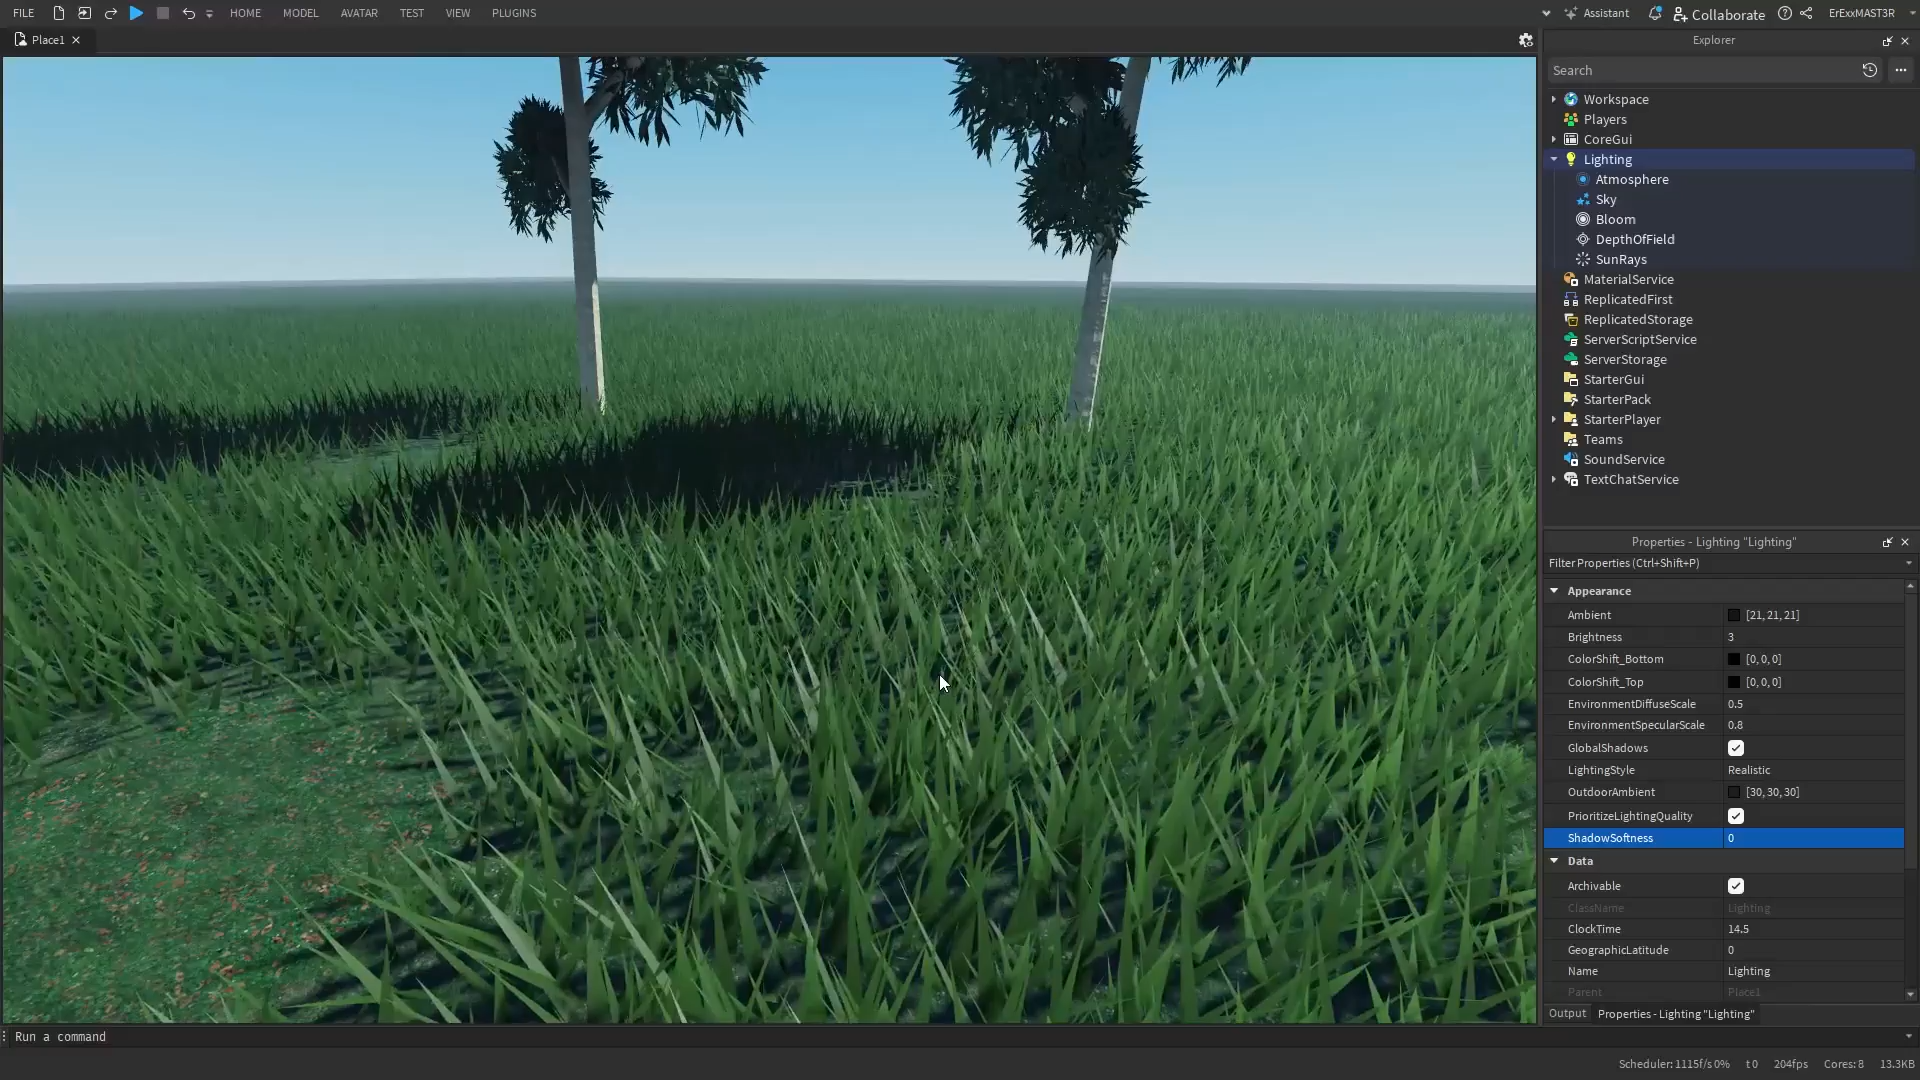 FILE
HOME
MODEL
AVATAR
TEST
VIEW
PLUGINS
Assistant
Collaborate
ErExxMAST3R
Place1
Explorer
Search
Workspace
Players
CoreGui
Lighting
Atmosphere
Sky
Bloom
DepthOfField
SunRays
MaterialService
ReplicatedFirst
ReplicatedStorage
ServerScriptService
ServerStorage
StarterGui
StarterPack
StarterPlayer
Teams
SoundService
TextChatService
Properties - Lighting "Lighting"
Filter Properties (Ctrl+Shift+P)
Appearance
Ambient [21, 21, 21]
Brightness 3
ColorShift_Bottom [0, 0, 0]
ColorShift_Top [0, 0, 0]
EnvironmentDiffuseScale 0.5
EnvironmentSpecularScale 0.8
GlobalShadows
LightingStyle Realistic
OutdoorAmbient [30, 30, 30]
PrioritizeLightingQuality
ShadowSoftness 0
Data
Archivable
ClassName Lighting
ClockTime 14.5
GeographicLatitude 0
Name Lighting
Parent Place1
Output Properties - Lighting "Lighting"
Run a command
Scheduler: 1115f/s 0% t 0 204fps Cores: 8 13.3KB